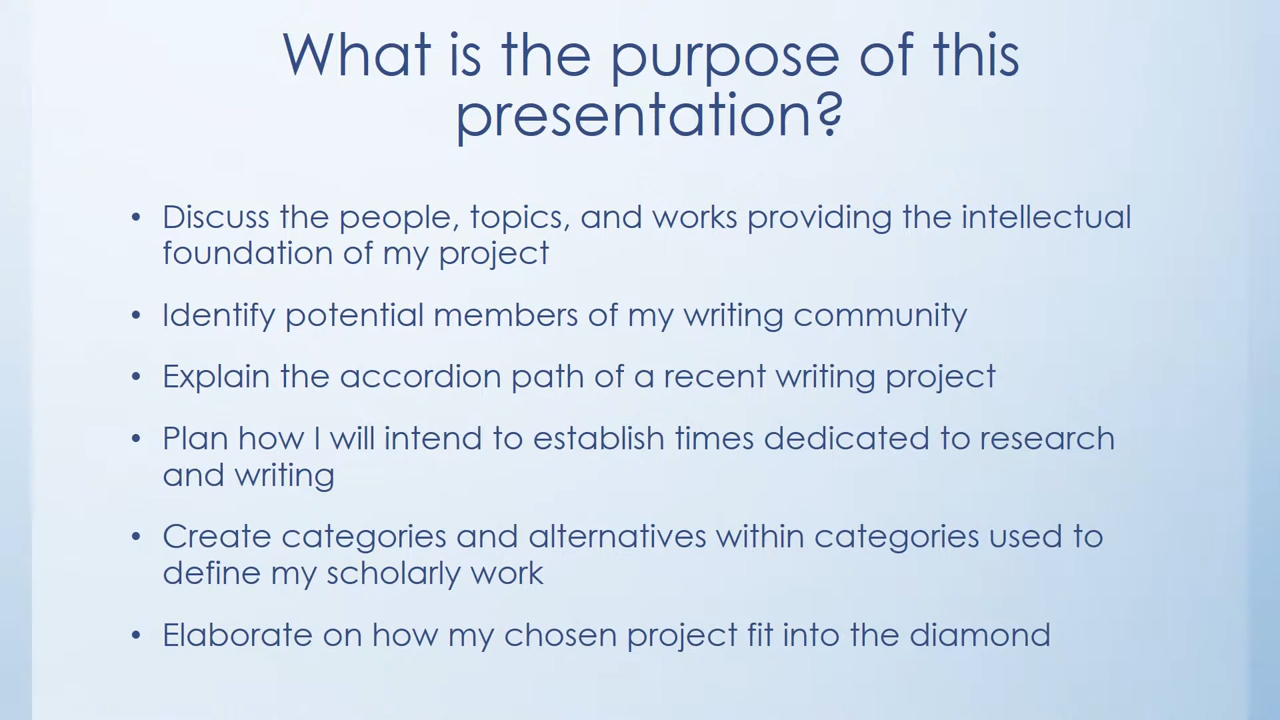 What is the purpose of this
presentation?
• Discuss the people, topics, and works providing the intellectual
foundation of my project
• Identify potential members of my writing community
• Explain the accordion path of a recent writing project
• Plan how I will intend to establish times dedicated to research
and writing
• Create categories and alternatives within categories used to
define my scholarly work
• Elaborate on how my chosen project fit into the diamond